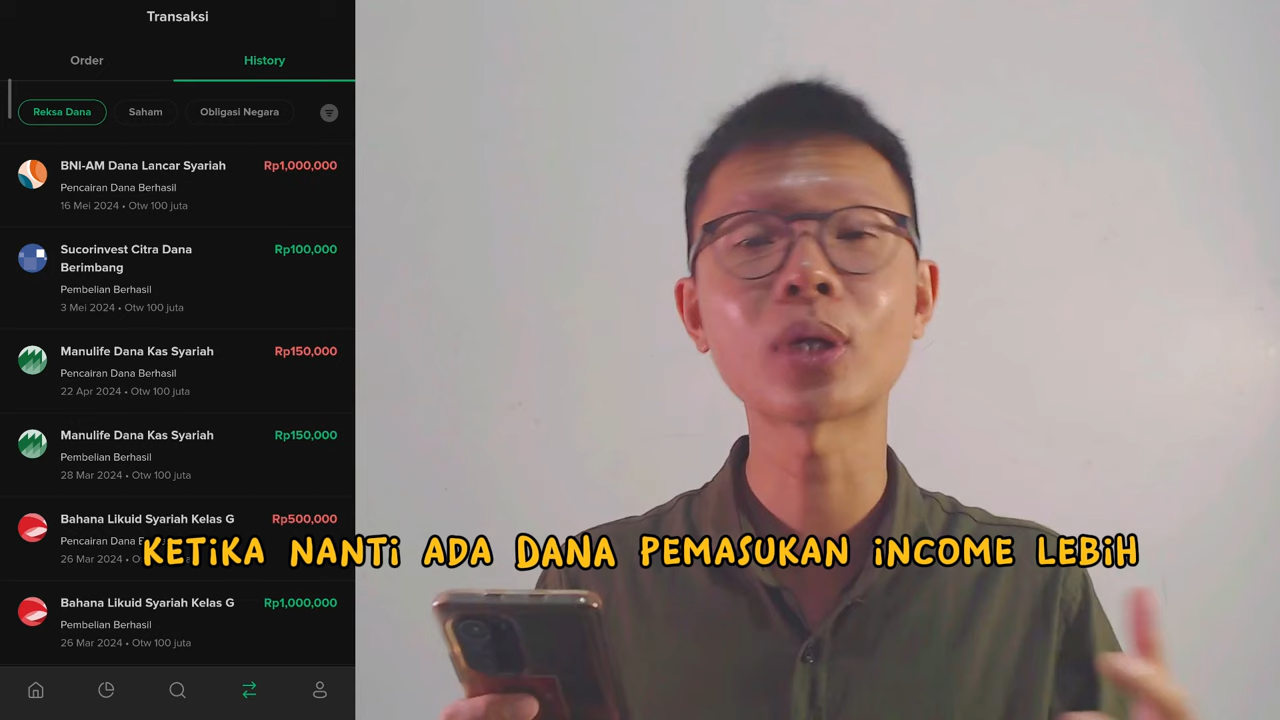 Transaksi
Order
History
Reksa Dana
Saham
Obligasi Negara
BNI-AM Dana Lancar Syariah
Rp1,000,000
Pencairan Dana Berhasil
16 Mei 2024 • Otw 100 juta
Sucorinvest Citra Dana
Berimbang
Rp100,000
Pembelian Berhasil
3 Mei 2024 • Otw 100 juta
Manulife Dana Kas Syariah
Rp150,000
Pencairan Dana Berhasil
22 Apr 2024 • Otw 100 juta
Manulife Dana Kas Syariah
Rp150,000
Pembelian Berhasil
28 Mar 2024 • Otw 100 juta
Bahana Likuid Syariah Kelas G
Rp500,000
Pencairan Dana
26 Mar 2024 • Otw 100 juta
KETIKA NANTI ADA DANA PEMASUKAN INCOME LEBIH
Bahana Likuid Syariah Kelas G
Rp1,000,000
Pembelian Berhasil
26 Mar 2024 • Otw 100 juta